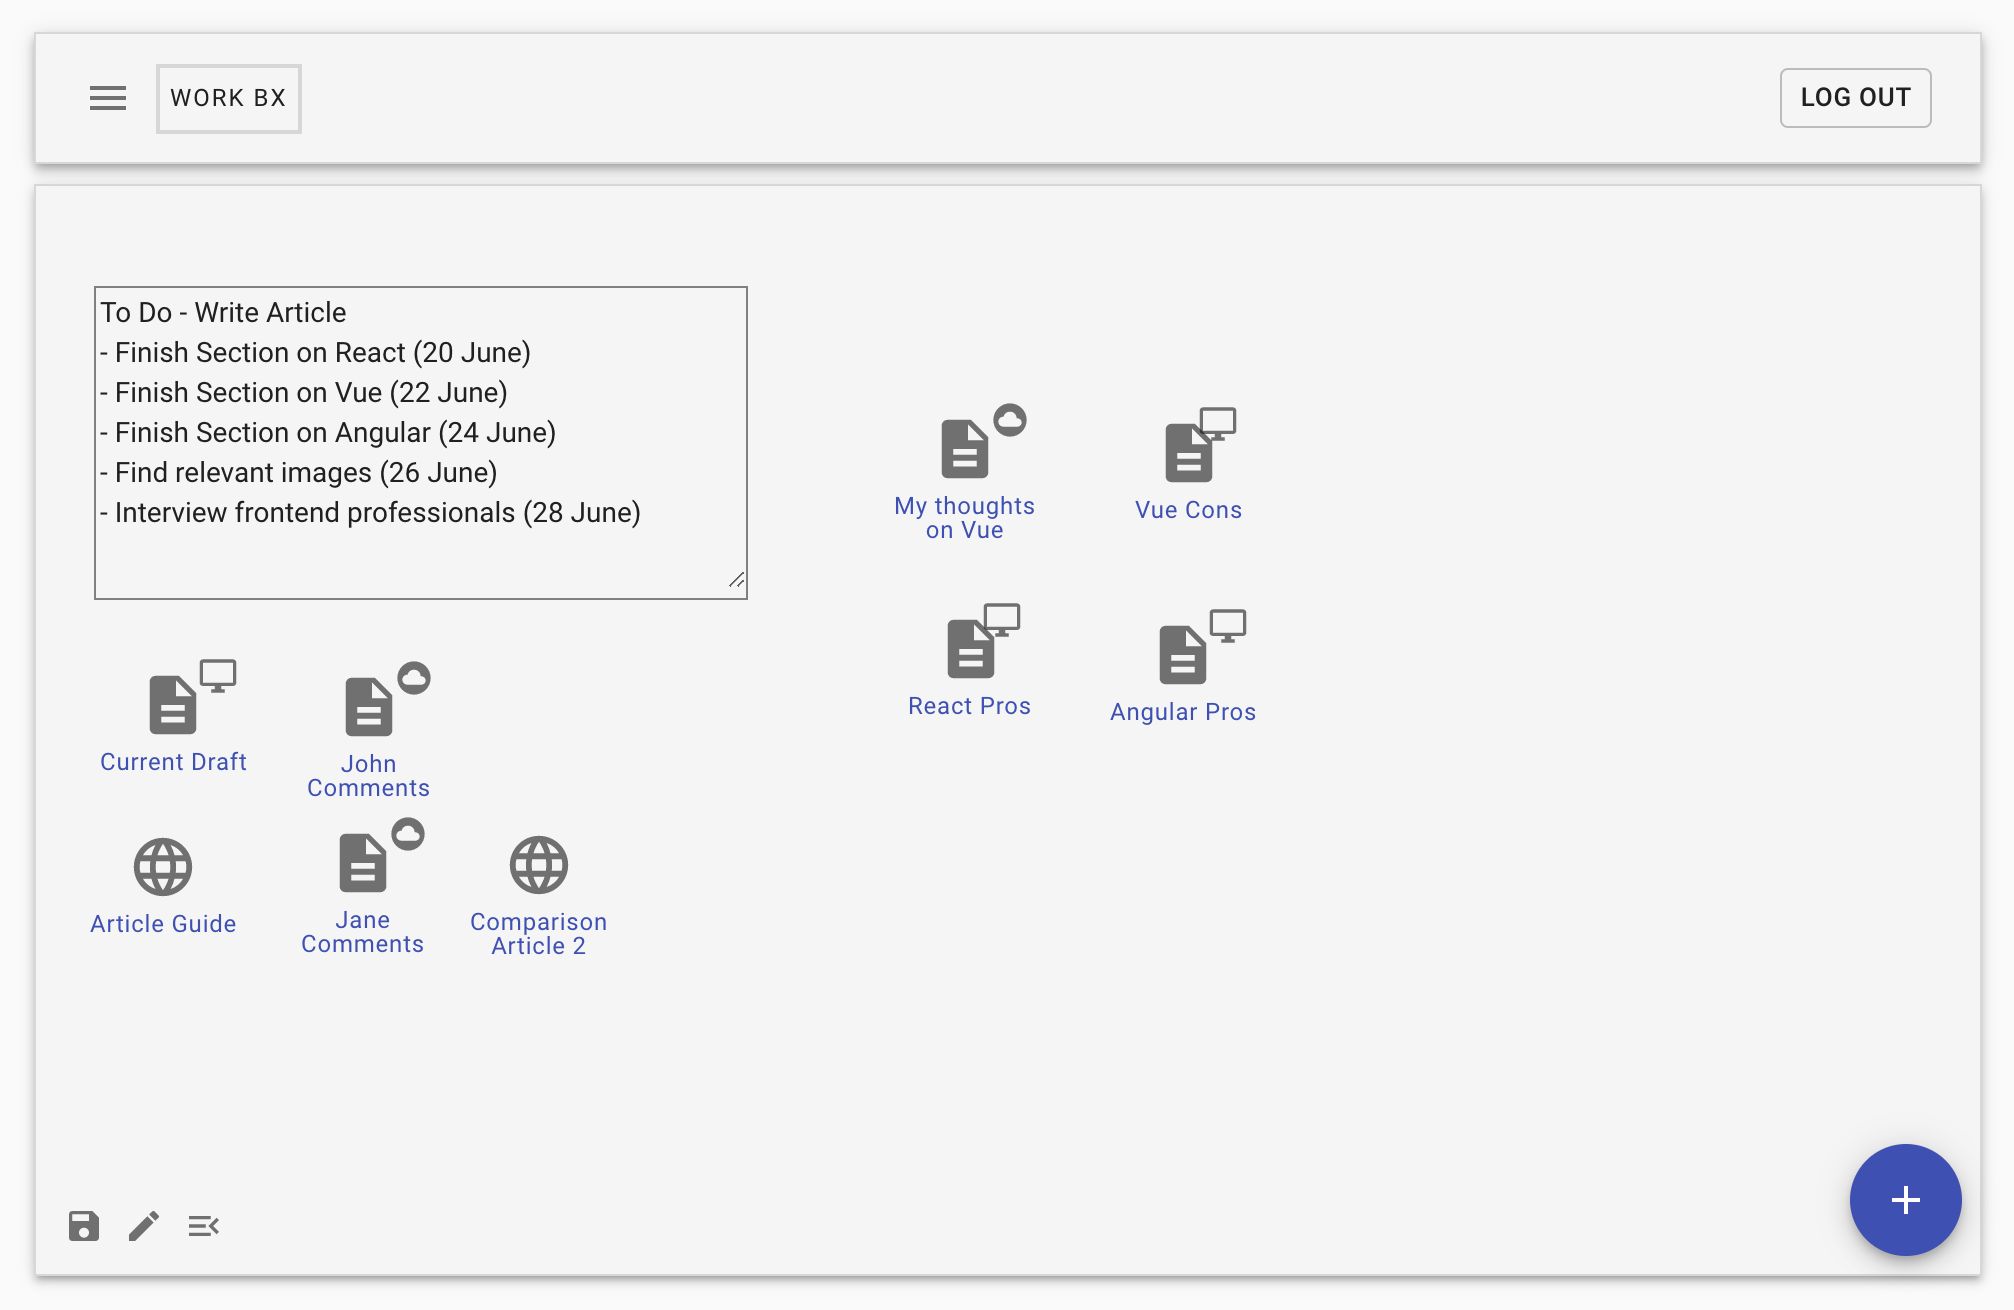 WORK BX
LOG OUT
To Do - Write Article
- Finish Section on React (20 June)
- Finish Section on Vue (22 June)
- Finish Section on Angular (24 June)
- Find relevant images (26 June)
- Interview frontend professionals (28 June)
My thoughts
on Vue
Vue Cons
React Pros
Angular Pros
Current Draft
John
Comments
Article Guide
Jane
Comments
Comparison
Article 2